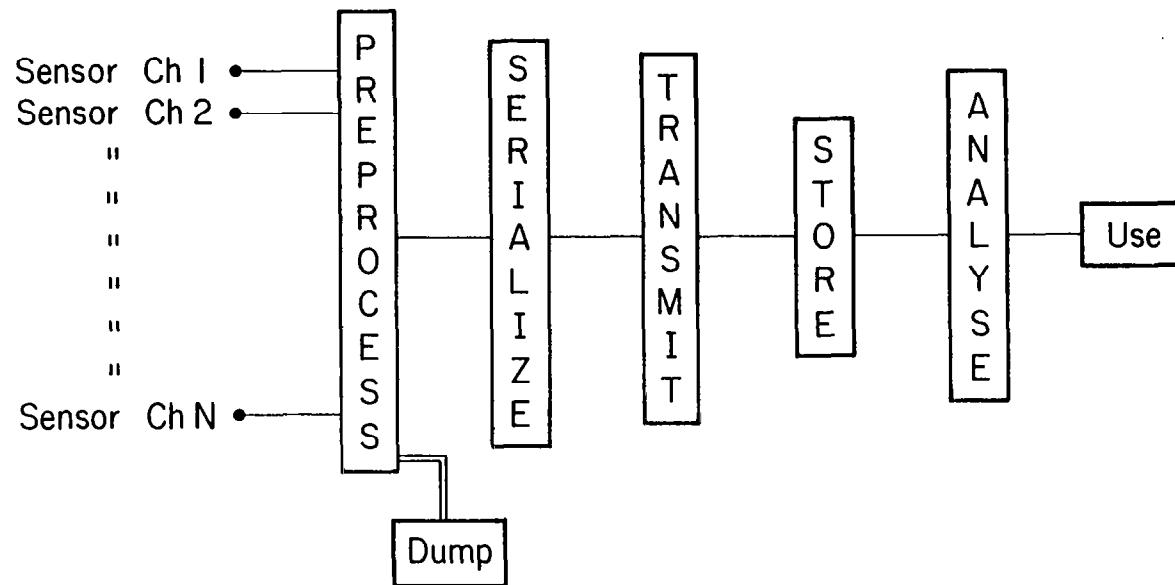 Sensor Ch 1
Sensor Ch 2
"
"
"
"
"
"
Sensor Ch N
PREPROCESS
SERIALIZE
TRANSMIT
STORE
ANALYSE
Use
Dump